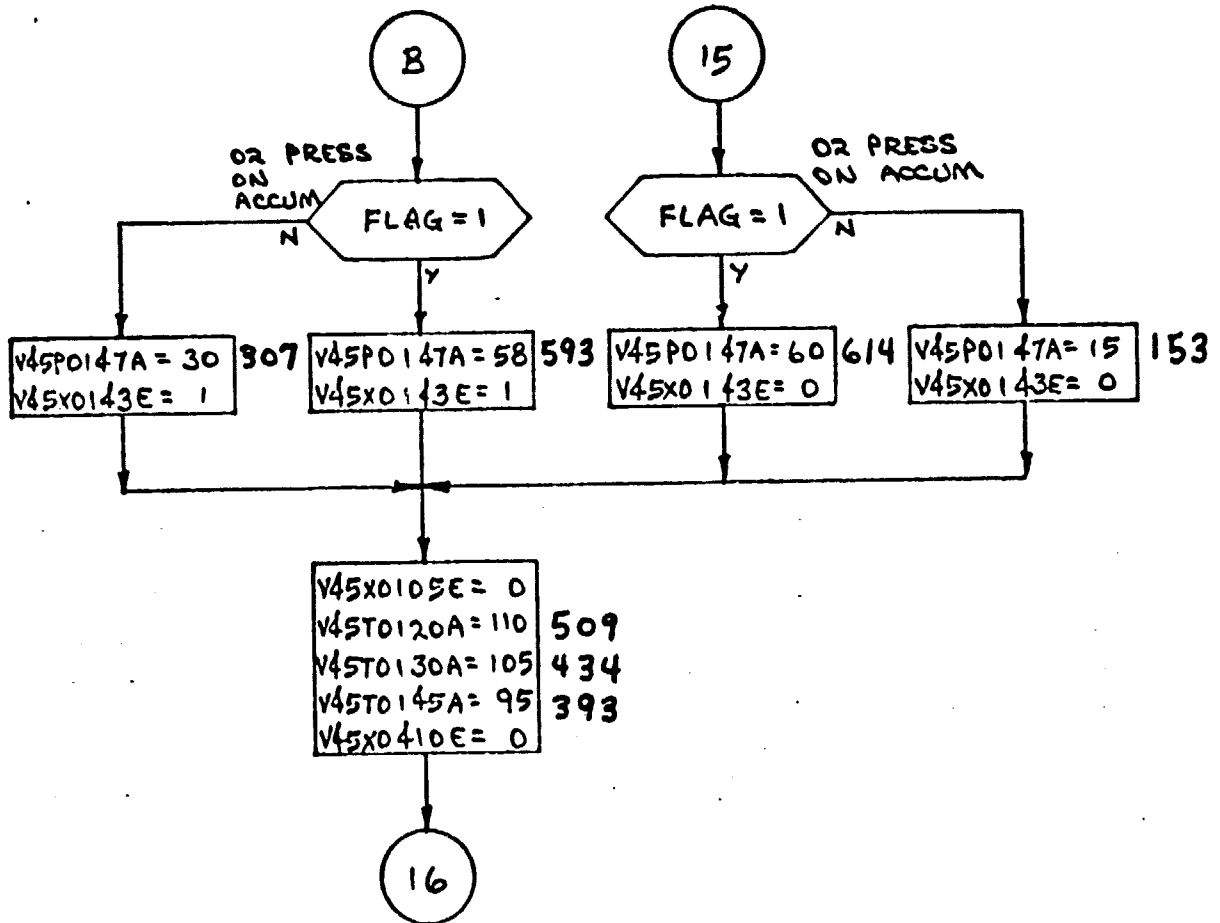 B
15
O2 PRESS
ON
ACCUM
O2 PRESS
ON ACCUM
FLAG = 1
N
Y
FLAG = 1
N
Y
V45P0147A = 30 307
V45X0143E = 1
V45P0147A = 58 593
V45X0143E = 1
V45P0147A = 60 614
V45X0143E = 0
V45P0147A = 15 153
V45X0143E = 0
V45X0105E = 0
V45T0120A = 110 509
V45T0130A = 105 434
V45T0145A = 95 393
V45X0410E = 0
16